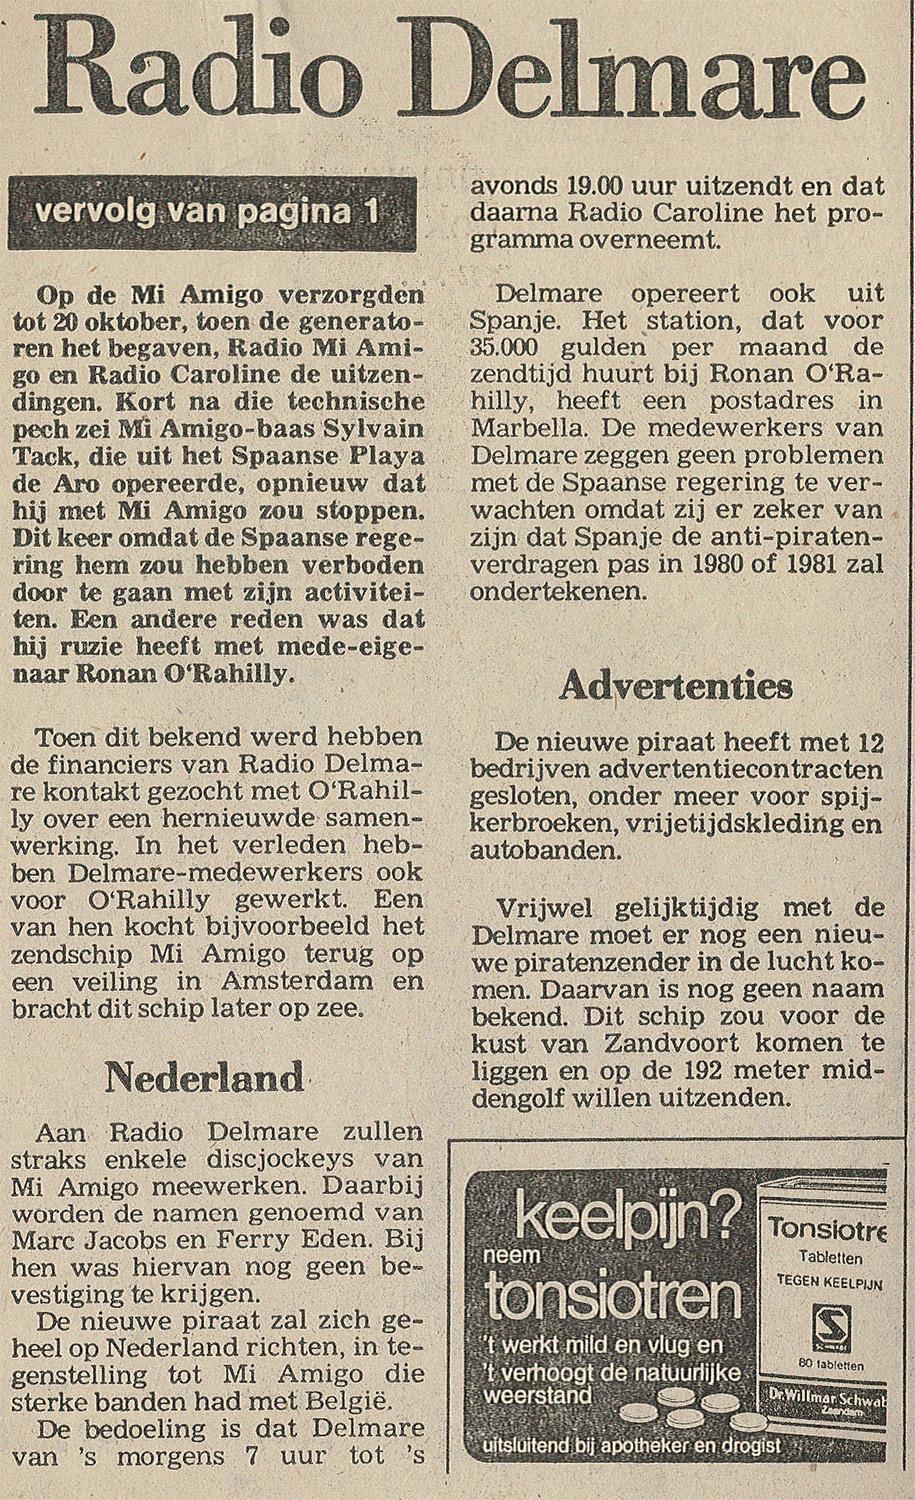 Radio Delmare
vervolg van pagina 1
Op de Mi Amigo verzorgden
tot 20 oktober, toen de generato-
ren het begaven, Radio Mi Ami-
go en Radio Caroline de uitzen-
dingen. Kort na die technische
pech zei Mi Amigo-baas Sylvain
Tack, die uit het Spaanse Playa
de Aro opereerde, opnieuw dat
hij met Mi Amigo zou stoppen.
Dit keer omdat de Spaanse rege-
ring hem zou hebben verboden
door te gaan met zijn activitei-
ten. Een andere reden was dat
hij ruzie heeft met mede-eige-
naar Ronan O'Rahilly.
Toen dit bekend werd hebben
de financiers van Radio Delma-
re kontakt gezocht met O'Rahil-
ly over een hernieuwde samen-
werking. In het verleden heb-
ben Delmare-medewerkers ook
voor O'Rahilly gewerkt. Een
van hen kocht bijvoorbeeld het
zendschip Mi Amigo terug op
een veiling in Amsterdam en
bracht dit schip later op zee.
Nederland
Aan Radio Delmare zullen
straks enkele discjockeys van
Mi Amigo meewerken. Daarbij
worden de namen genoemd van
Marc Jacobs en Ferry Eden. Bij
hen was hiervan nog geen be-
vestiging te krijgen.
De nieuwe piraat zal zich ge-
heel op Nederland richten, in te-
genstelling tot Mi Amigo die
sterke banden had met België.
De bedoeling is dat Delmare
van 's morgens 7 uur tot 's
avonds 19.00 uur uitzendt en dat
daarna Radio Caroline het pro-
gramma overneemt.
Delmare opereert ook uit
Spanje. Het station, dat voor
35.000 gulden per maand de
zendtijd huurt bij Ronan O'Ra-
hilly, heeft een postadres in
Marbella. De medewerkers van
Delmare zeggen geen problemen
met de Spaanse regering te ver-
wachten omdat zij er zeker van
zijn dat Spanje de anti-piraten-
verdragen pas in 1980 of 1981 zal
ondertekenen.
Advertenties
De nieuwe piraat heeft met 12
bedrijven advertentiecontracten
gesloten, onder meer voor spij-
kerbroeken, vrijetijdskleding en
autobanden.
Vrijwel gelijktijdig met de
Delmare moet er nog een nieu-
we piratenzender in de lucht ko-
men. Daarvan is nog geen naam
bekend. Dit schip zou voor de
kust van Zandvoort komen te
liggen en op de 192 meter mid-
dengolf willen uitzenden.
keelpijn?
neem
tonsiotren
't werkt mild en vlug en
't verhoogt de natuurlijke
weerstand
uitsluitend bij apotheker en drogist
Tonsiotre
Tabletten
TEGEN KEELPIJN
80 tabletten
Dr. Willmar Schwab
Zaandam